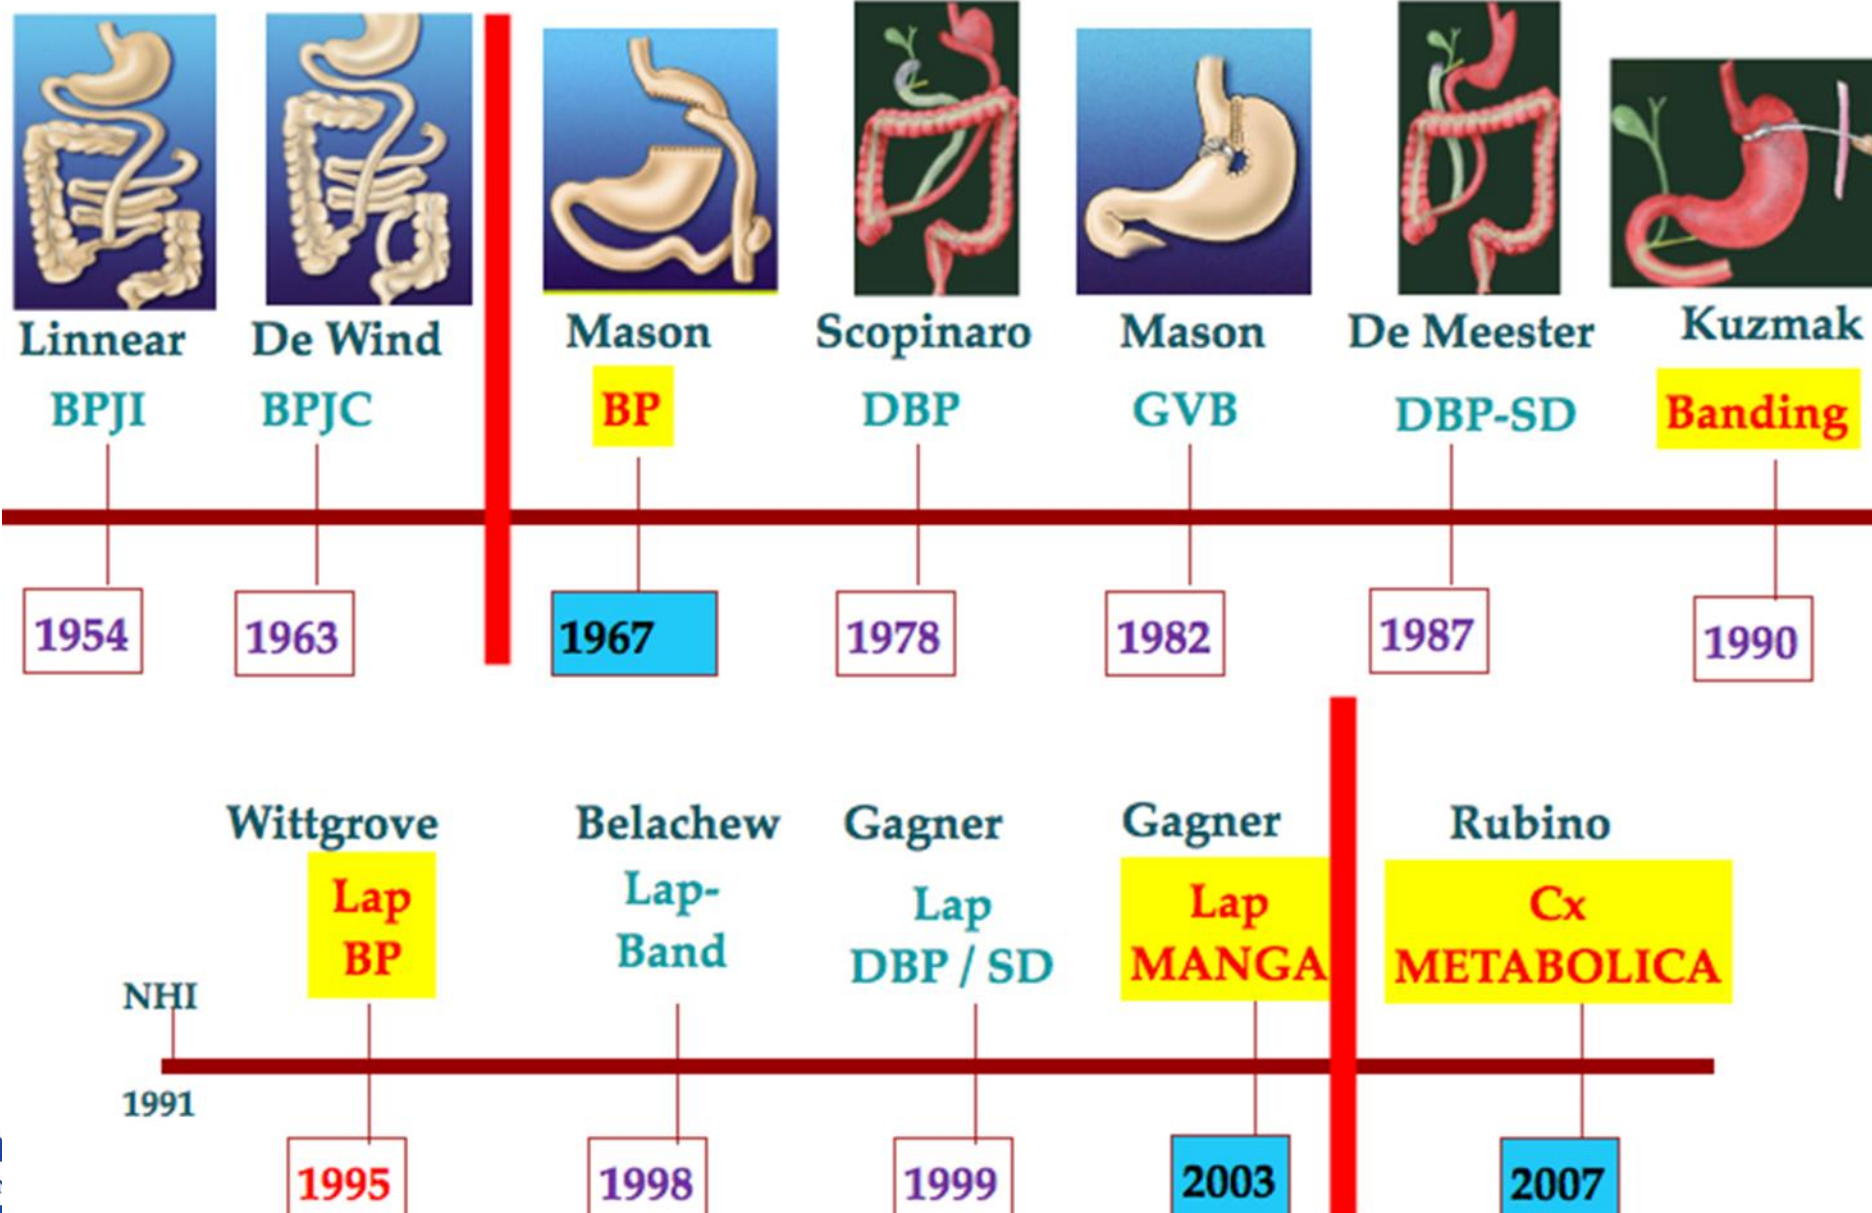 Linnear De Wind Mason Scopinaro Mason De Meester Kuzmak
BPJI BPJC BP DBP GVB DBP-SD Banding
1954 1963 1967 1978 1982 1987 1990
Wittgrove Belachew Gagner Gagner Rubino
Lap Lap- Lap Lap Cx
BP Band DBP / SD MANGA METABOLICA
NHI
1991
1995 1998 1999 2003 2007